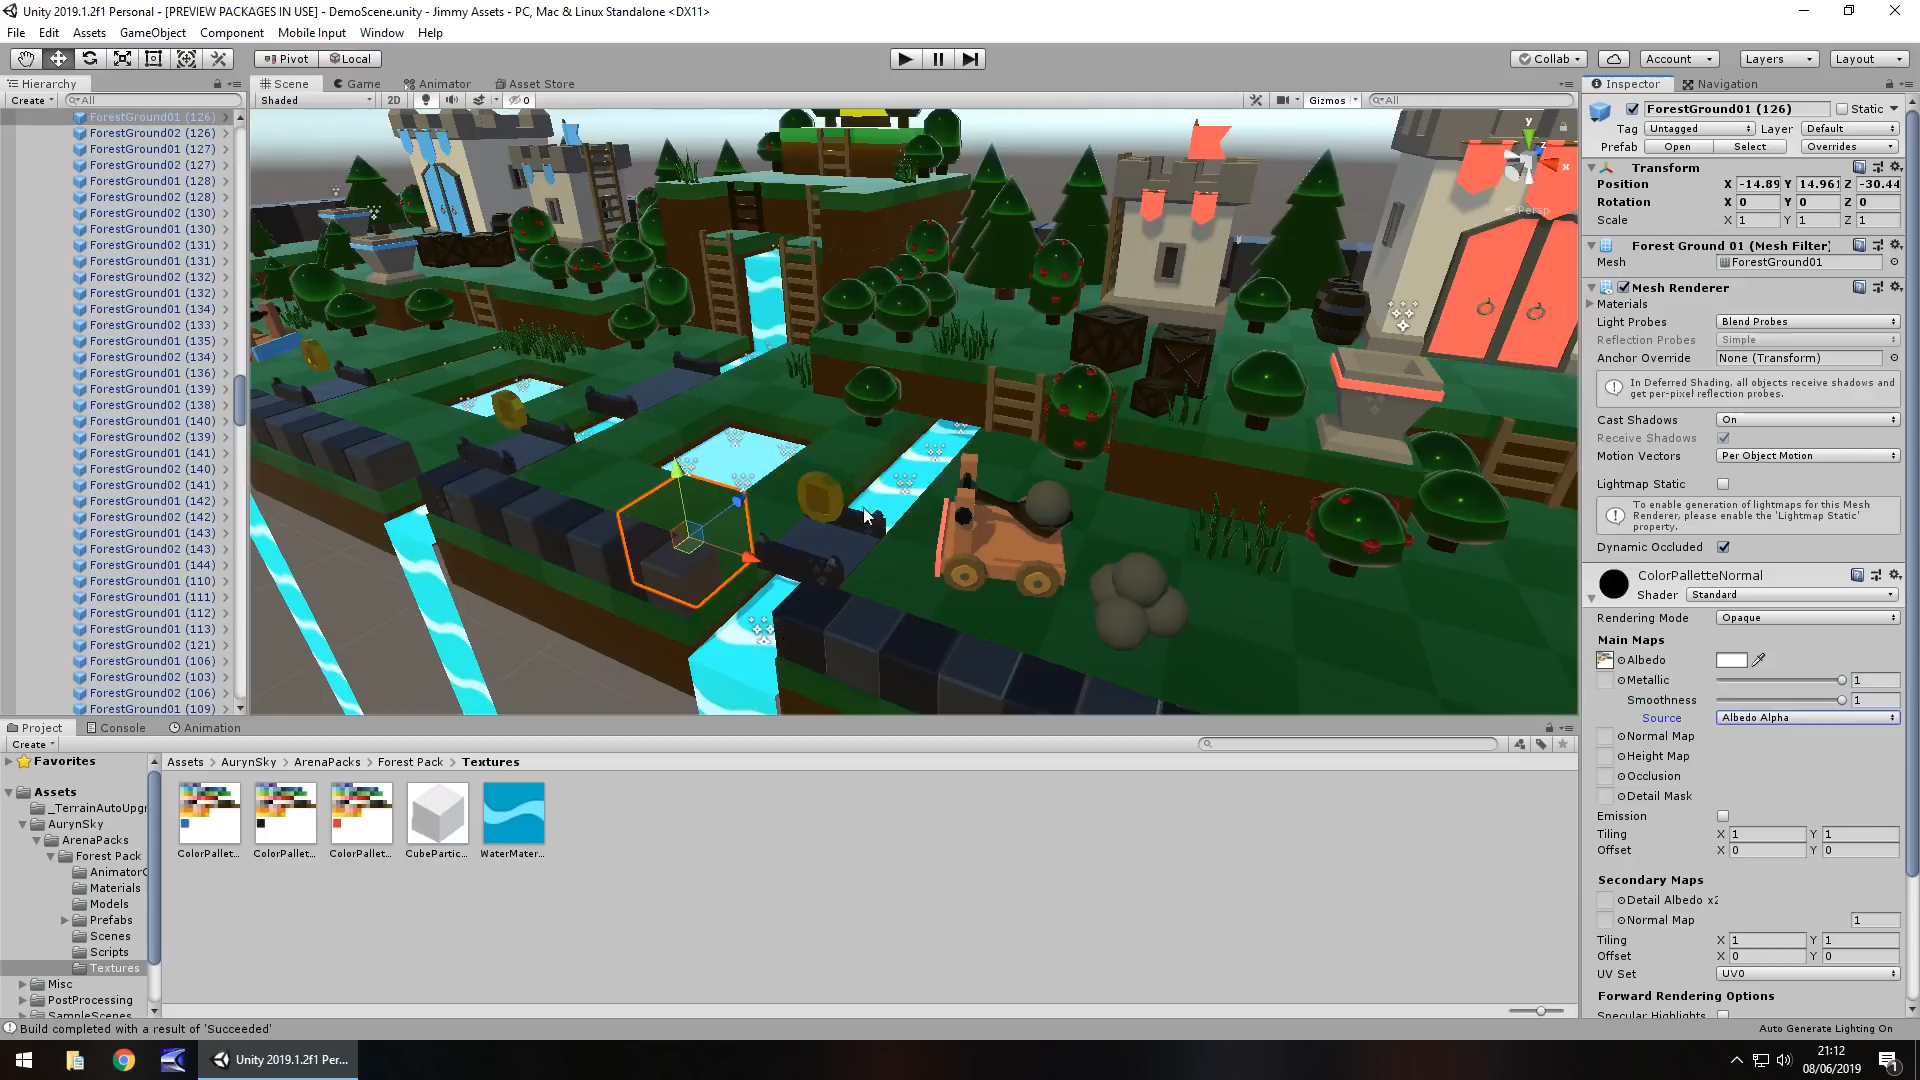 Unity 2019.1.2f1 Personal - [PREVIEW PACKAGES IN USE] - DemoScene.unity - Jimmy Assets - PC, Mac & Linux Standalone <DX11>
File Edit Assets GameObject Component Mobile Input Window Help
Pivot Local Collab Account Layers Layout
Hierarchy Scene Game Animator Asset Store Inspector Navigation
Create All Shaded 2D 0 Gizmos All
ForestGround01 (126)
ForestGround02 (126)
ForestGround01 (127)
ForestGround02 (127)
ForestGround01 (128)
ForestGround02 (128)
ForestGround02 (130)
ForestGround01 (130)
ForestGround02 (131)
ForestGround01 (131)
ForestGround02 (132)
ForestGround01 (132)
ForestGround01 (134)
ForestGround02 (133)
ForestGround01 (135)
ForestGround02 (134)
ForestGround01 (136)
ForestGround01 (139)
ForestGround02 (138)
ForestGround01 (140)
ForestGround02 (139)
ForestGround01 (141)
ForestGround02 (140)
ForestGround02 (141)
ForestGround01 (142)
ForestGround02 (142)
ForestGround01 (143)
ForestGround02 (143)
ForestGround01 (144)
ForestGround01 (110)
ForestGround01 (111)
ForestGround01 (112)
ForestGround01 (113)
ForestGround02 (121)
ForestGround01 (106)
ForestGround02 (103)
ForestGround02 (106)
ForestGround01 (109)
y
z
x
Persp
ForestGround01 (126) Static
Tag Untagged Layer Default
Prefab Open Select Overrides
Transform
Position X -14.89 Y 14.961 Z -30.44
Rotation X 0 Y 0 Z 0
Scale X 1 Y 1 Z 1
Forest Ground 01 (Mesh Filter)
Mesh ForestGround01
Mesh Renderer
Materials
Light Probes Blend Probes
Reflection Probes Simple
Anchor Override None (Transform)
In Deferred Shading, all objects receive shadows and
get per-pixel reflection probes.
Cast Shadows On
Receive Shadows
Motion Vectors Per Object Motion
Lightmap Static
To enable generation of lightmaps for this Mesh
Renderer, please enable the 'Lightmap Static'
property.
Dynamic Occluded
ColorPalletteNormal
Shader Standard
Rendering Mode Opaque
Main Maps
Albedo
Metallic 1
Smoothness 1
Source Albedo Alpha
Normal Map
Height Map
Occlusion
Detail Mask
Emission
Tiling X 1 Y 1
Offset X 0 Y 0
Secondary Maps
Detail Albedo x2
Normal Map 1
Tiling X 1 Y 1
Offset X 0 Y 0
UV Set UV0
Forward Rendering Options
Specular Highlights
Project Console Animation
Create
Favorites
Assets
_TerrainAutoUpgr
AurynSky
ArenaPacks
Forest Pack
AnimatorC
Materials
Models
Prefabs
Scenes
Scripts
Textures
Misc
PostProcessing
SampleScenes
Assets > AurynSky > ArenaPacks > Forest Pack > Textures
ColorPallet... ColorPallet... ColorPallet... CubePartic... WaterMater...
Build completed with a result of 'Succeeded'
Auto Generate Lighting On
Unity 2019.1.2f1 Per...
21:12
08/06/2019
1